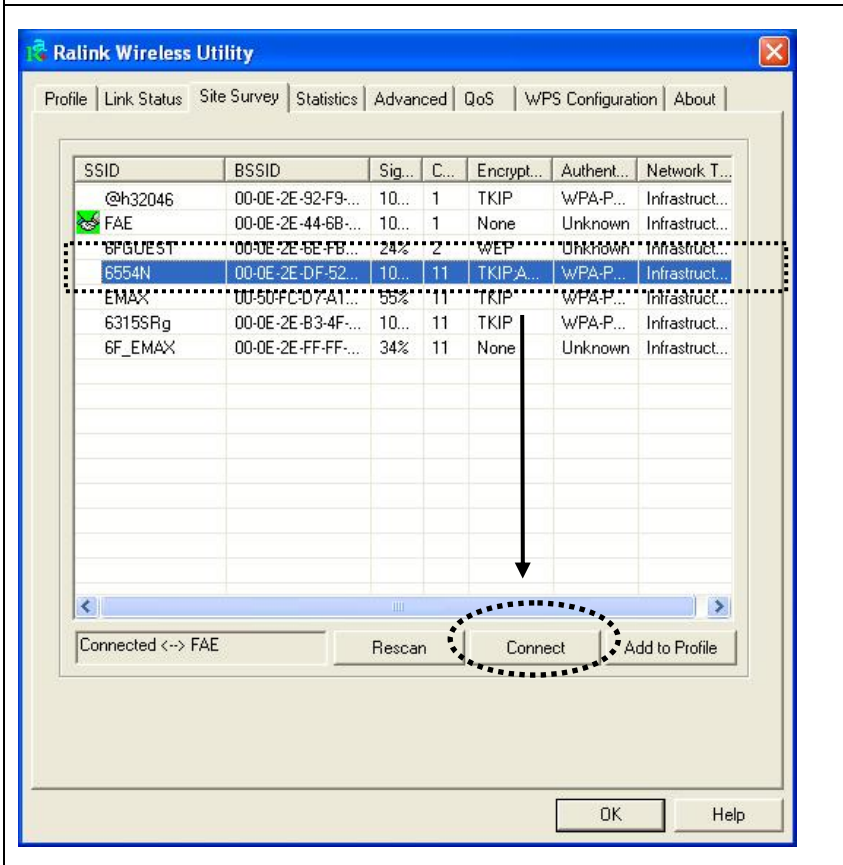 Ralink Wireless Utility
Profile Link Status Site Survey Statistics Advanced QoS WPS Configuration About
SSID BSSID Sig... C... Encrypt... Authent... Network T...
@h32046 00-0E-2E-92-F9-... 10... 1 TKIP WPA-P... Infrastruct...
FAE 00-0E-2E-44-6B-... 10... 1 None Unknown Infrastruct...
6FGUEST 00-0E-2E-6E-FB... 24% 2 WEP Unknown Infrastruct...
6554N 00-0E-2E-DF-52... 10... 11 TKIP;A... WPA-P... Infrastruct...
EMAX 00-50-FC-D7-A1... 55% 11 TKIP WPA-P... Infrastruct...
6315SRg 00-0E-2E-B3-4F-... 10... 11 TKIP WPA-P... Infrastruct...
6F_EMAX 00-0E-2E-FF-FF-... 34% 11 None Unknown Infrastruct...
Connected <--> FAE Rescan Connect Add to Profile
OK Help